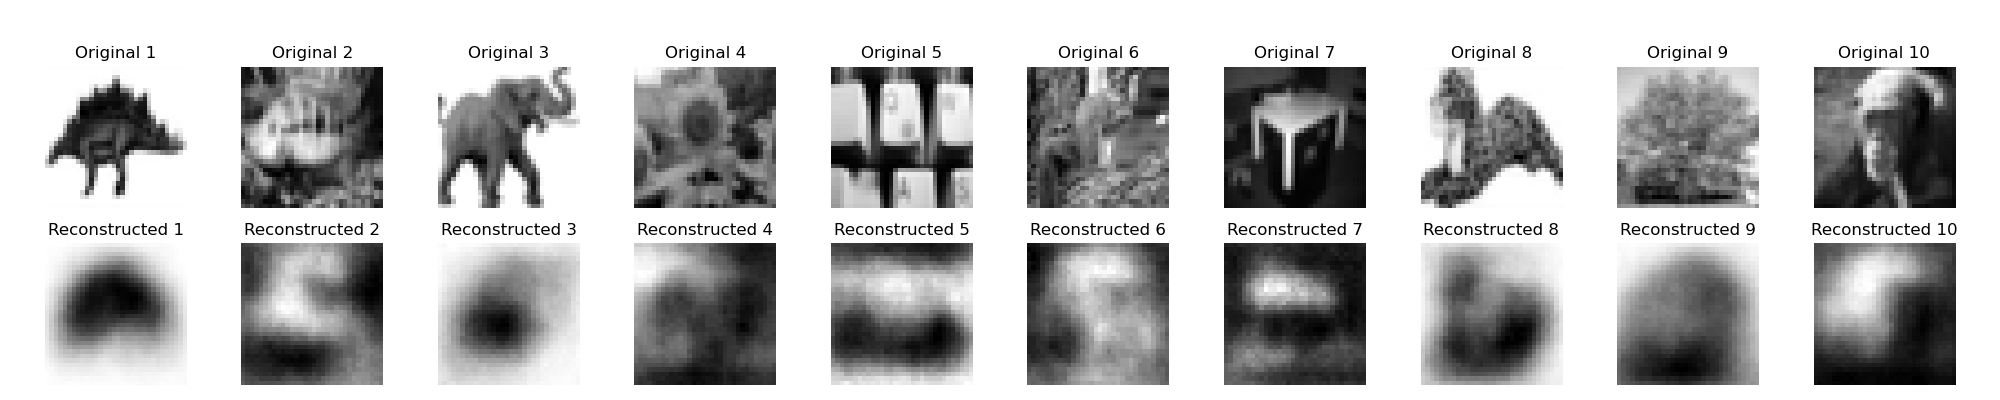 Original 1 Original 2 Original 3 Original 4 Original 5 Original 6 Original 7 Original 8 Original 9 Original 10
A S
Reconstructed 1 Reconstructed 2 Reconstructed 3 Reconstructed 4 Reconstructed 5 Reconstructed 6 Reconstructed 7 Reconstructed 8 Reconstructed 9 Reconstructed 10